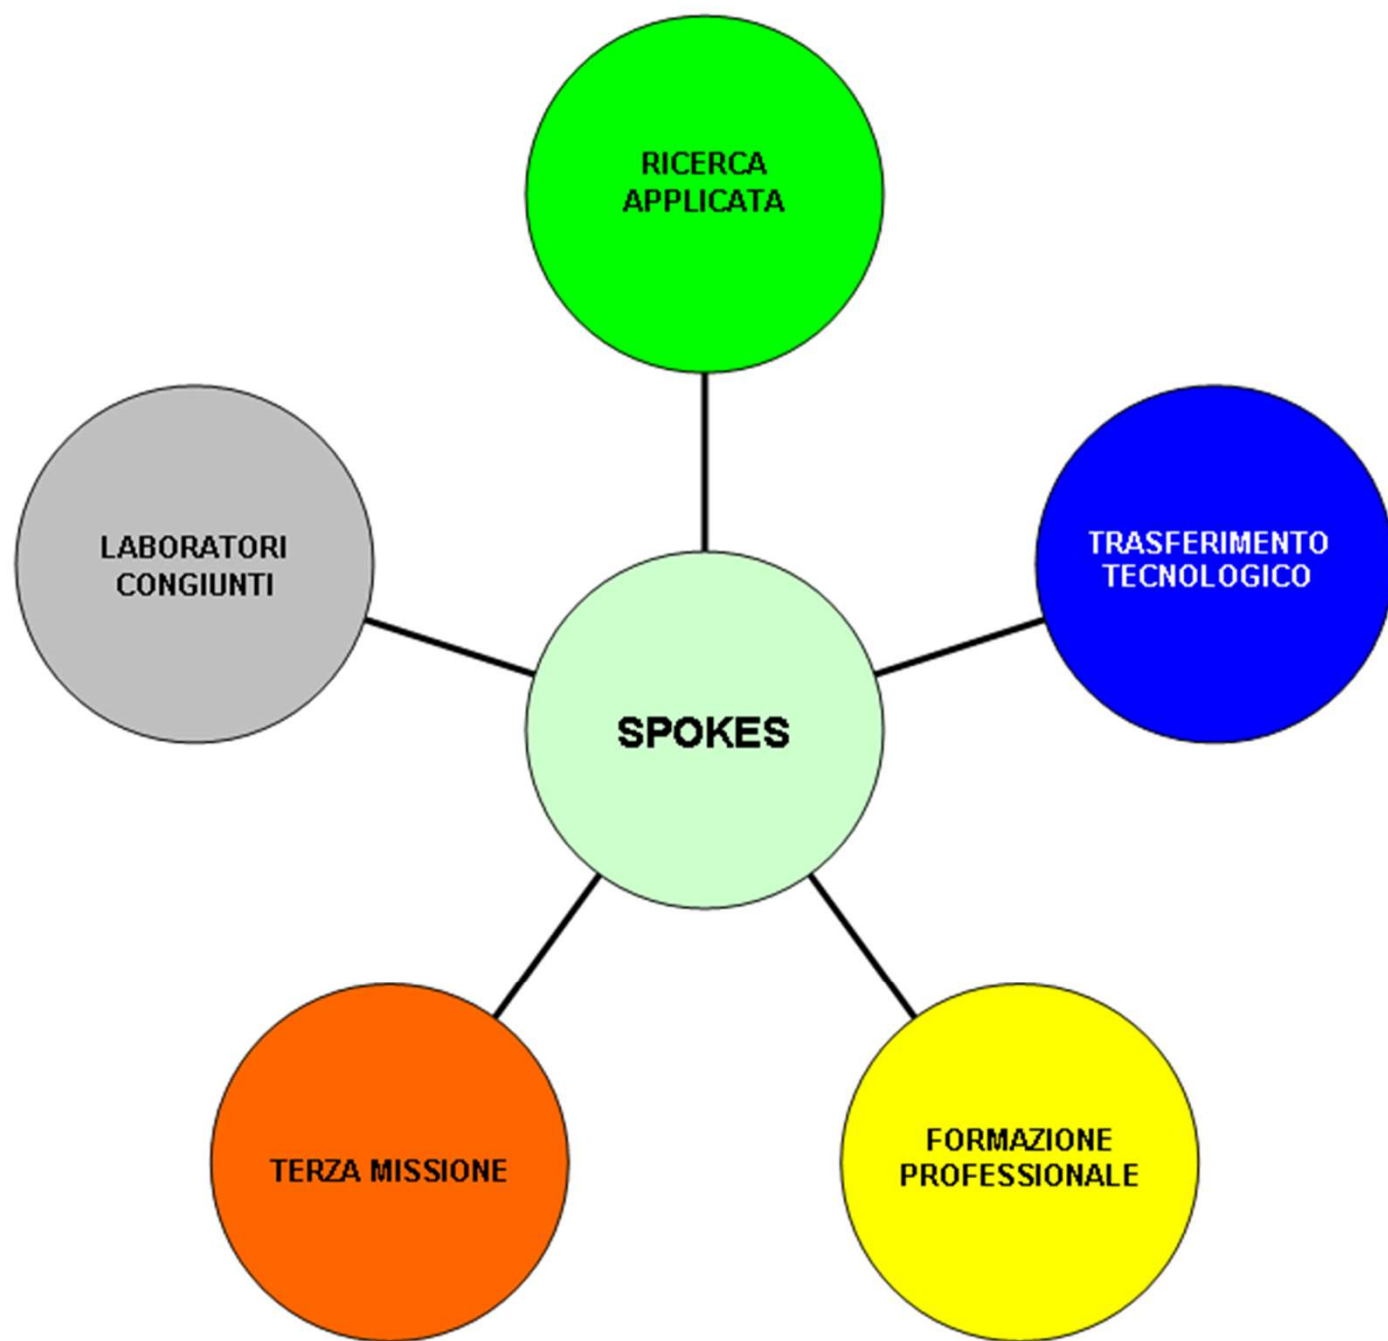 RICERCA
APPLICATA
LABORATORI
CONGIUNTI
TRASFERIMENTO
TECNOLOGICO
SPOKES
TERZA MISSIONE
FORMAZIONE
PROFESSIONALE